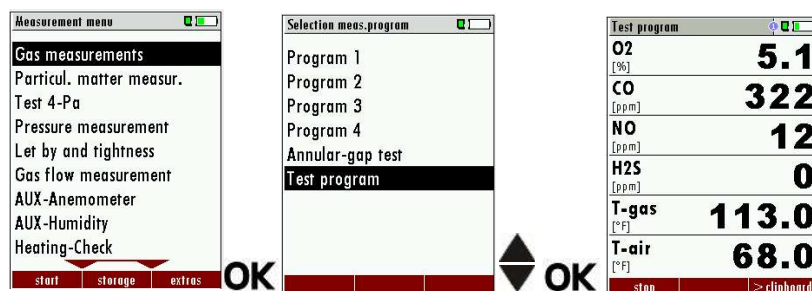 Measurement menu
Gas measurements
Particul. matter measur.
Test 4-Pa
Pressure measurement
Let by and tightness
Gas flow measurement
AUX-Anemometer
AUX-Humidity
Heating-Check
start storage extras
OK
Selection meas.program
Program 1
Program 2
Program 3
Program 4
Annular-gap test
Test program
OK
Test program
O2 5.1
[%]
CO 322
[ppm]
NO 12
[ppm]
H2S 0
[ppm]
T-gas 113.0
[°F]
T-air 68.0
[°F]
stop > clipboard